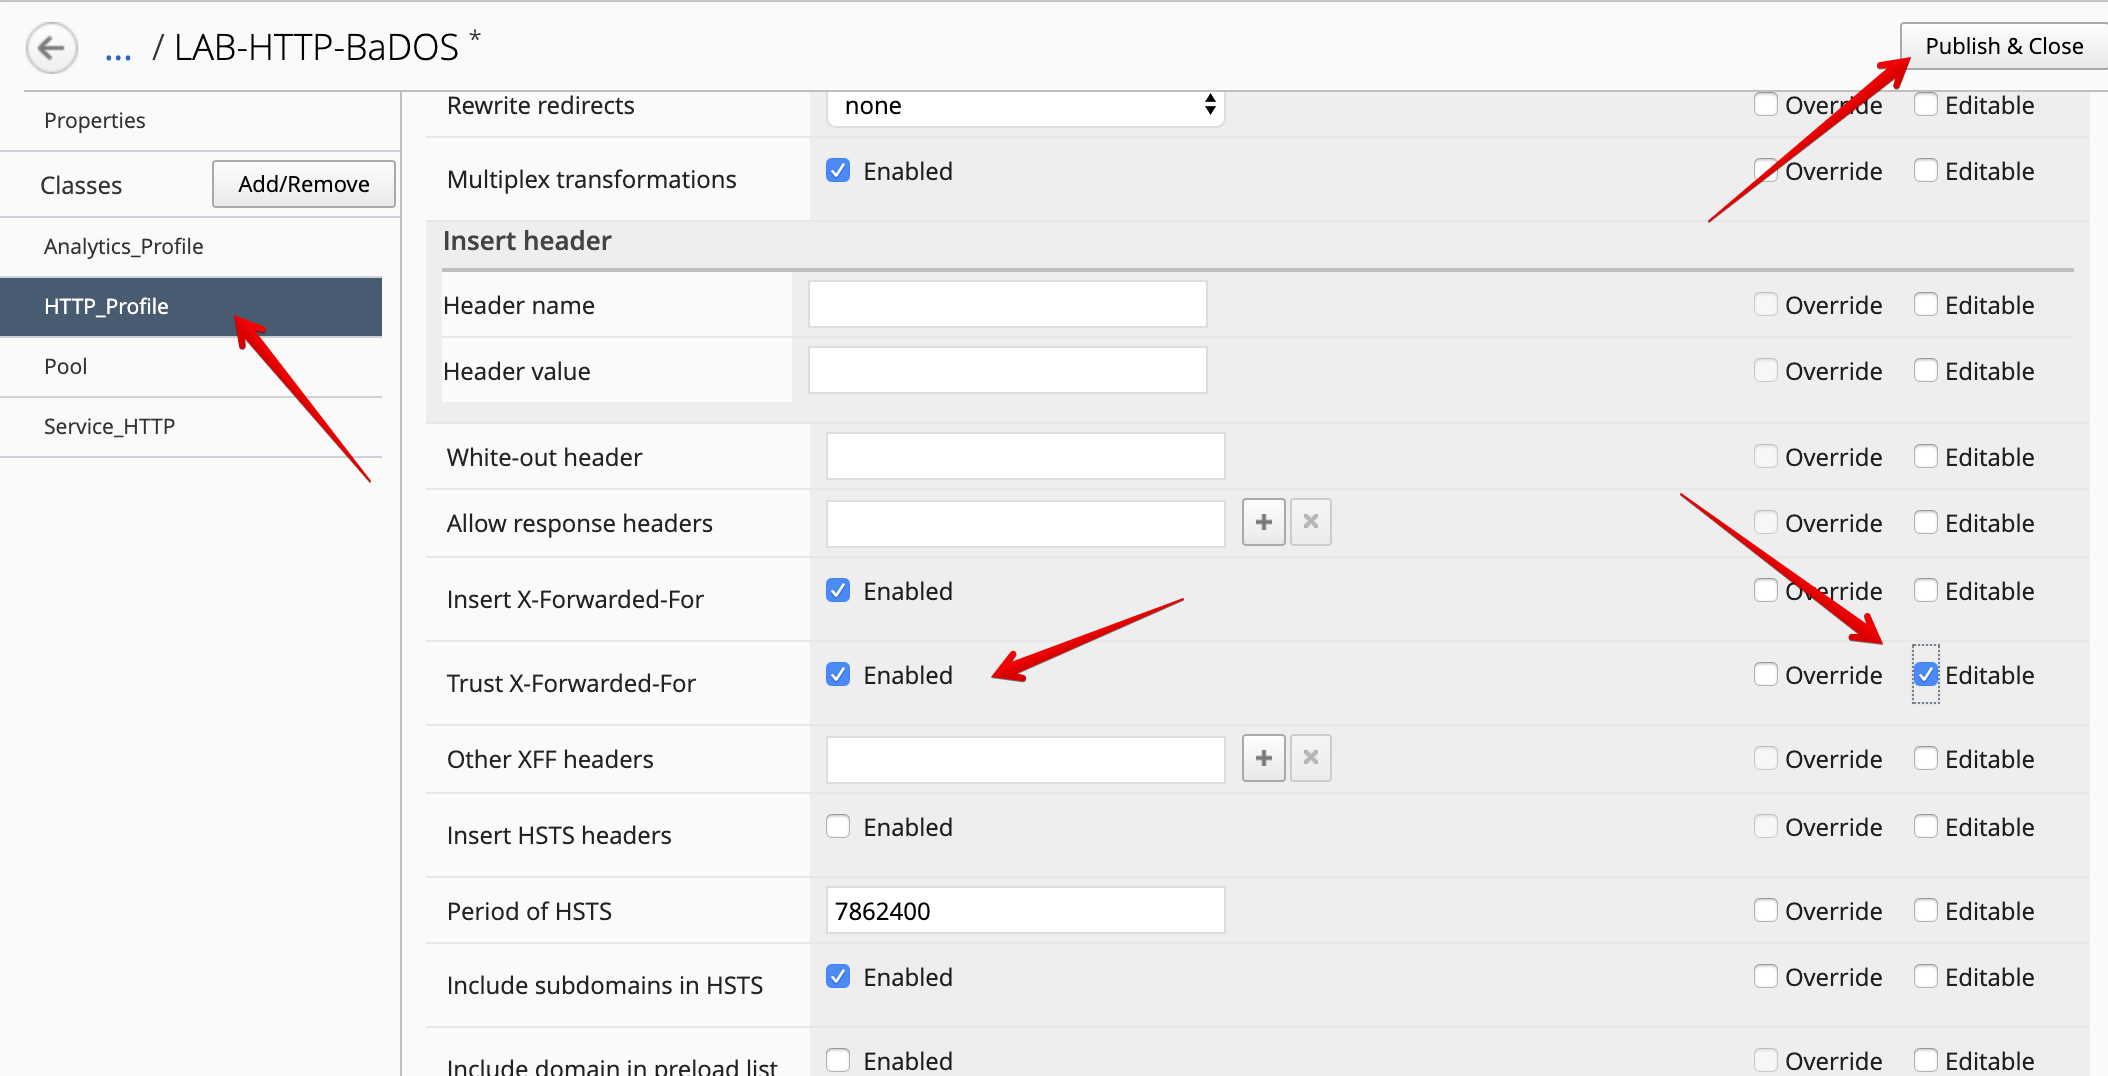 ... / LAB-HTTP-BaDOS *
Publish & Close
Properties
Classes
Add/Remove
Analytics_Profile
HTTP_Profile
Pool
Service_HTTP
Rewrite redirects none Override Editable
Multiplex transformations Enabled Override Editable
Insert header
Header name Override Editable
Header value Override Editable
White-out header Override Editable
Allow response headers + × Override Editable
Insert X-Forwarded-For Enabled Override Editable
Trust X-Forwarded-For Enabled Override Editable
Other XFF headers + × Override Editable
Insert HSTS headers Enabled Override Editable
Period of HSTS 7862400 Override Editable
Include subdomains in HSTS Enabled Override Editable
Include domain in preload list Enabled Override Editable